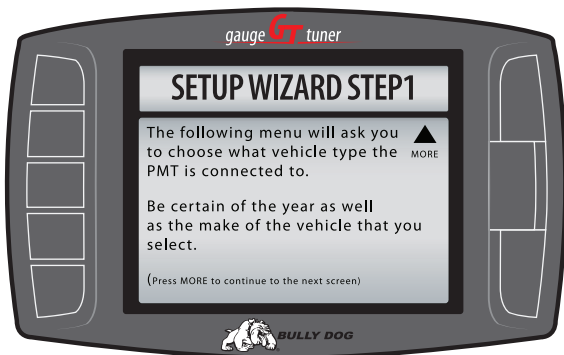 gauge GT tuner
SETUP WIZARD STEP1
The following menu will ask you
to choose what vehicle type the
PMT is connected to.
MORE
Be certain of the year as well
as the make of the vehicle that you
select.
(Press MORE to continue to the next screen)
BULLY DOG